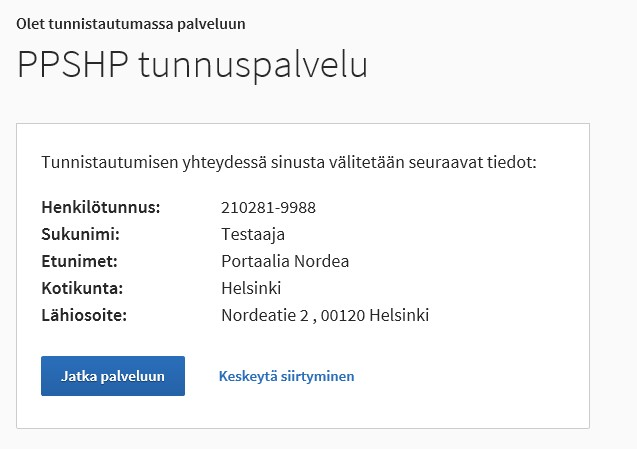 Olet tunnistautumassa palveluun
PPSHP tunnuspalvelu
Tunnistautumisen yhteydessä sinusta välitetään seuraavat tiedot:
Henkilötunnus: 210281-9988
Sukunimi: Testaaja
Etunimet: Portaalia Nordea
Kotikunta: Helsinki
Lähiosoite: Nordeatie 2 , 00120 Helsinki
Jatka palveluun Keskeytä siirtyminen